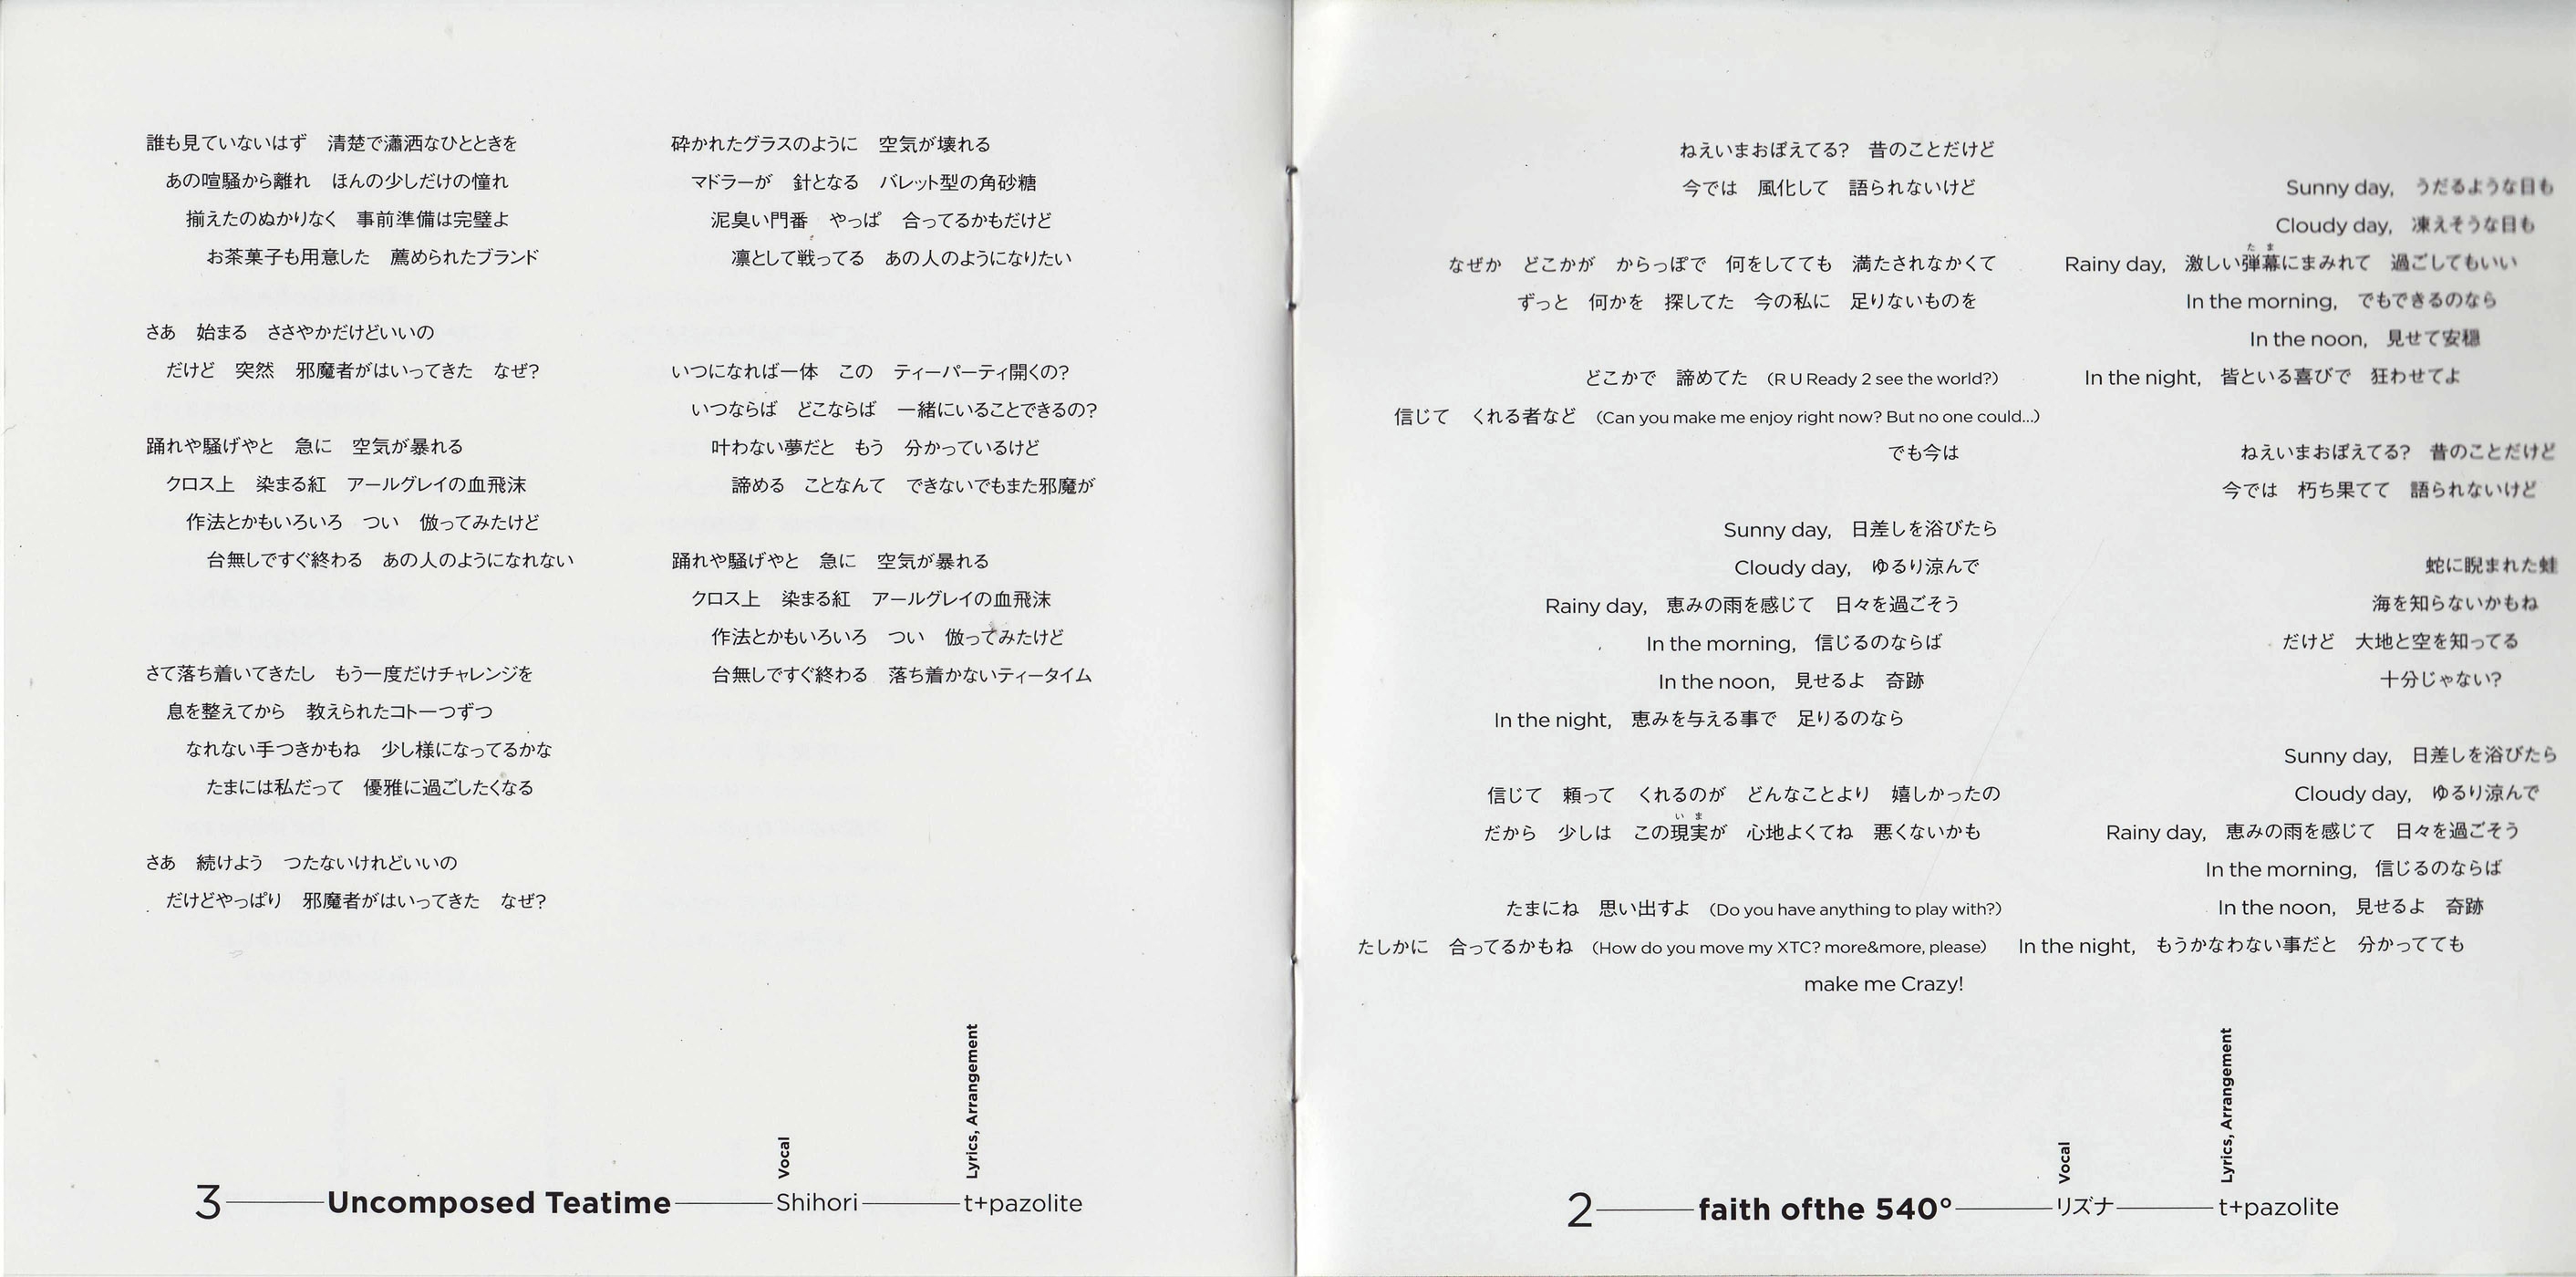 誰も見ていないはず　清楚で瀟洒なひとときを
あの喧騒から離れ　ほんの少しだけの憧れ
揃えたのぬかりなく　事前準備は完璧よ
お茶菓子も用意した　薦められたブランド
さあ　始まる　ささやかだけどいいの
だけど　突然　邪魔者がはいってきた　なぜ?
踊れや騒げやと　急に　空気が暴れる
クロス上　染まる紅　アールグレイの血飛沫
作法とかもいろいろ　つい　倣ってみたけど
台無しですぐ終わる　あの人のようになれない
さて落ち着いてきたし　もう一度だけチャレンジを
息を整えてから　教えられたコト一つずつ
なれない手つきかもね　少し様になってるかな
たまには私だって　優雅に過ごしたくなる
さあ　続けよう　つたないけれどいいの
だけどやっぱり　邪魔者がはいってきた　なぜ?
砕かれたグラスのように　空気が壊れる
マドラーが　針となる　バレット型の角砂糖
泥臭い門番　やっぱ　合ってるかもだけど
凛として戦ってる　あの人のようになりたい
いつになれば一体　この　ティーパーティ開くの?
いつならば　どこならば　一緒にいることできるの?
叶わない夢だと　もう　分かっているけど
諦める　ことなんて　できないでもまた邪魔が
踊れや騒げやと　急に　空気が暴れる
クロス上　染まる紅　アールグレイの血飛沫
作法とかもいろいろ　つい　倣ってみたけど
台無しですぐ終わる　落ち着かないティータイム
Vocal
Lyrics, Arrangement
3 Uncomposed Teatime Shihori t+pazolite
ねえいまおぼえてる?　昔のことだけど
今では　風化して　語られないけど
なぜか　どこかが　からっぽで　何をしてても　満たされなかくて
ずっと　何かを　探してた　今の私に　足りないものを
どこかで　諦めてた　(R U Ready 2 see the world?)
信じて　くれる者など　(Can you make me enjoy right now? But no one could...)
でも今は
Sunny day,　日差しを浴びたら
Cloudy day,　ゆるり涼んで
Rainy day,　恵みの雨を感じて　日々を過ごそう
In the morning,　信じるのならば
In the noon,　見せるよ　奇跡
In the night,　恵みを与える事で　足りるのなら
信じて　頼って　くれるのが　どんなことより　嬉しかったの
いま
だから　少しは　この現実が　心地よくてね　悪くないかも
たまにね　思い出すよ　(Do you have anything to play with?)
たしかに　合ってるかもね　(How do you move my XTC? more&more, please)
make me Crazy!
Sunny day,　うだるような日も
Cloudy day,　凍えそうな日も
たま
Rainy day,　激しい弾幕にまみれて　過ごしてもいい
In the morning,　でもできるのなら
In the noon,　見せて安穏
In the night,　皆といる喜びで　狂わせてよ
ねえいまおぼえてる?　昔のことだけど
今では　朽ち果てて　語られないけど
蛇に睨まれた蛙
海を知らないかもね
だけど　大地と空を知ってる
十分じゃない?
Sunny day,　日差しを浴びたら
Cloudy day,　ゆるり涼んで
Rainy day,　恵みの雨を感じて　日々を過ごそう
In the morning,　信じるのならば
In the noon,　見せるよ　奇跡
In the night,　もうかなわない事だと　分かってても
Vocal
Lyrics, Arrangement
2 faith ofthe 540° リズナ t+pazolite